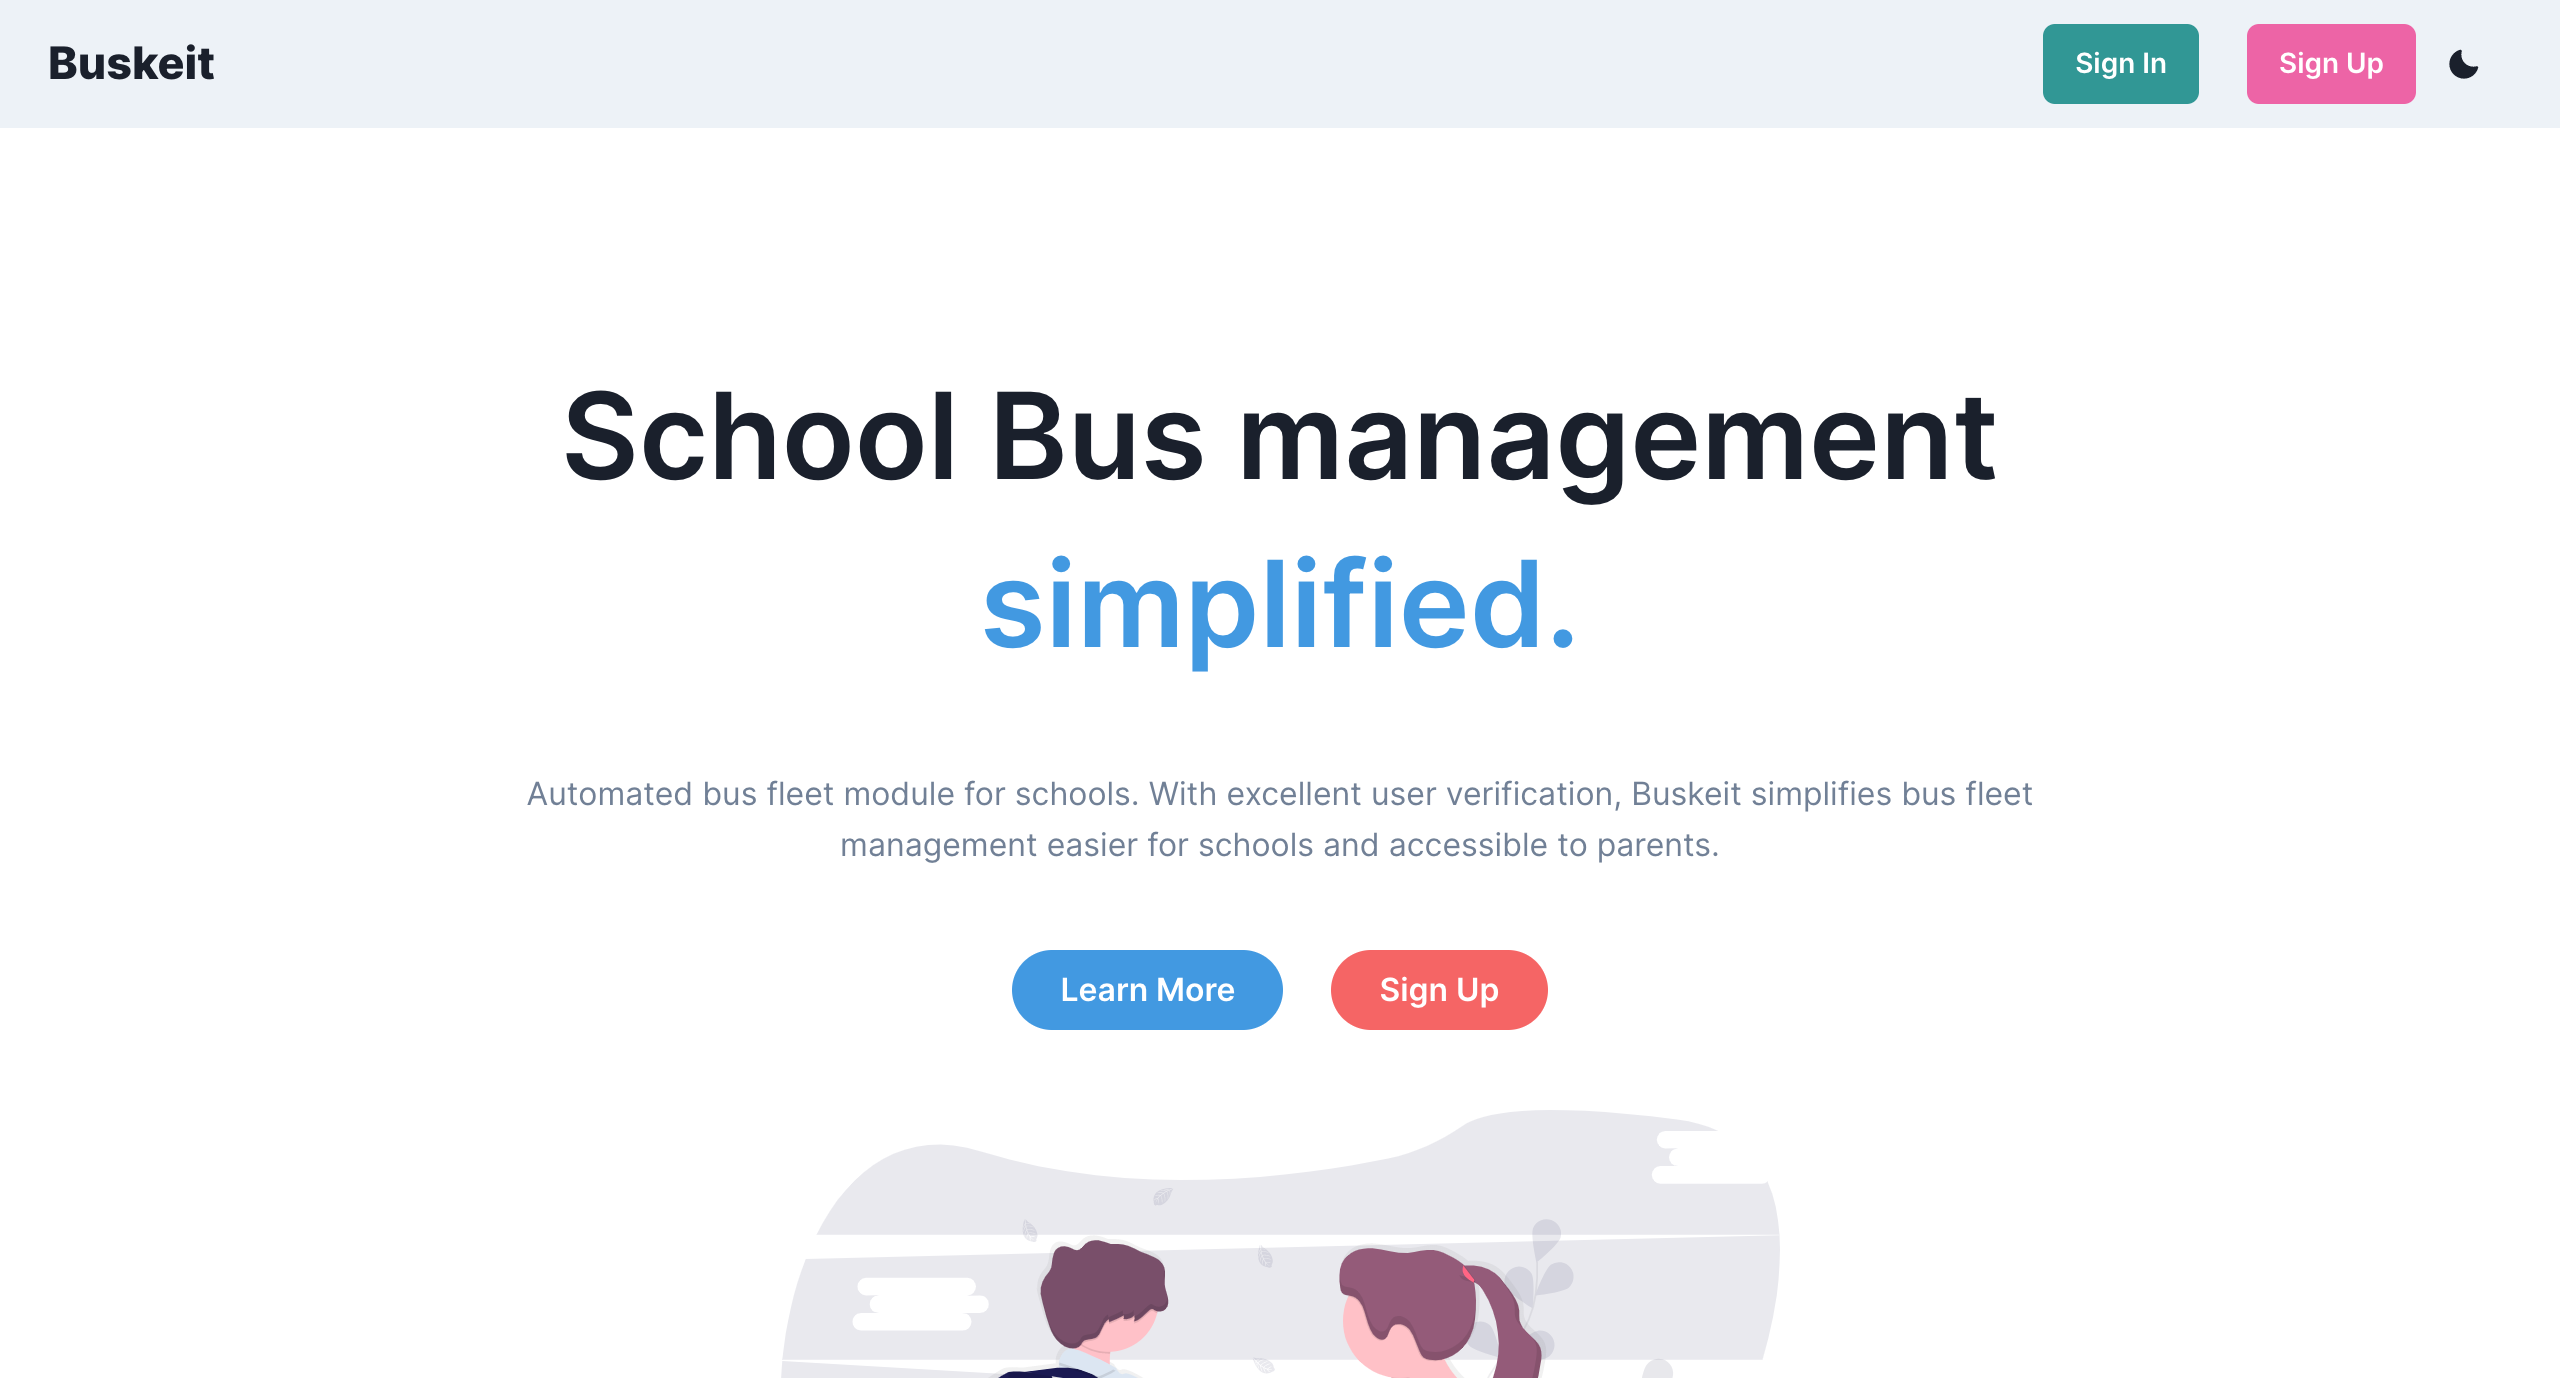 Buskeit
Sign In
Sign Up
School Bus management
simplified.
Automated bus fleet module for schools. With excellent user verification, Buskeit simplifies bus fleet
management easier for schools and accessible to parents.
Learn More
Sign Up